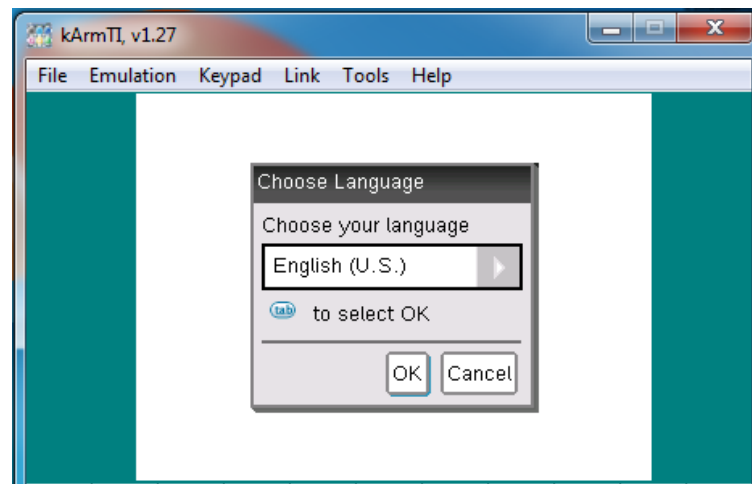 kArmTI, v1.27
File Emulation Keypad Link Tools Help
Choose Language
Choose your language
English (U.S.)
tab to select OK
OK Cancel